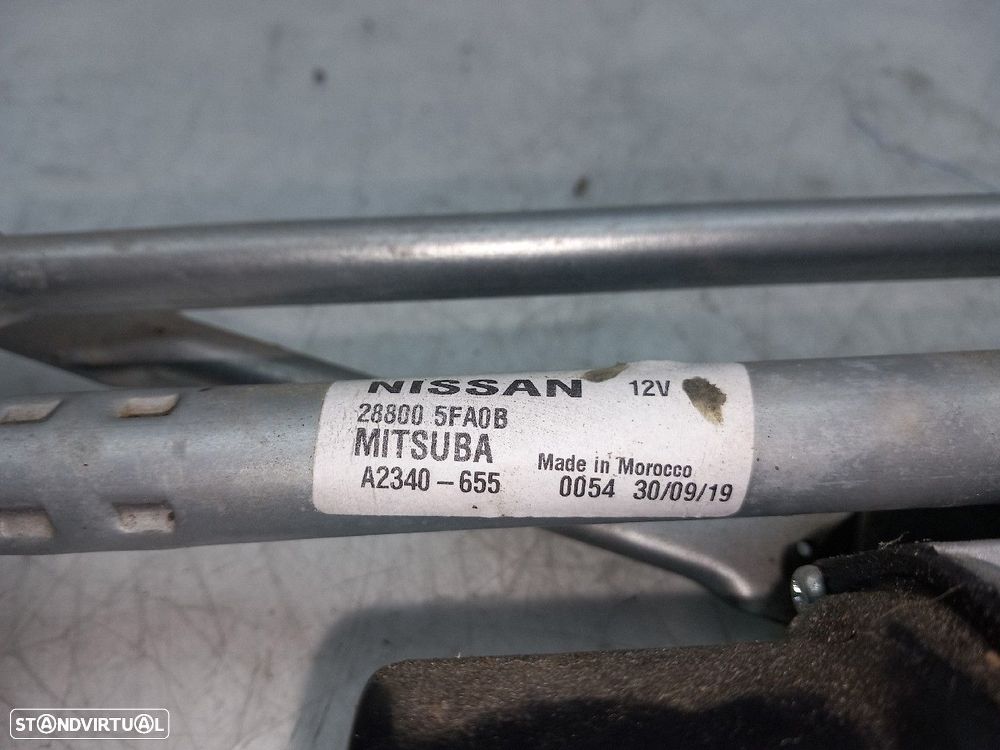 NISSAN 12V
28800 5FA0B
MITSUBA
Made in Morocco
A2340-655 0054 30/09/19
STANDVIRTUAL